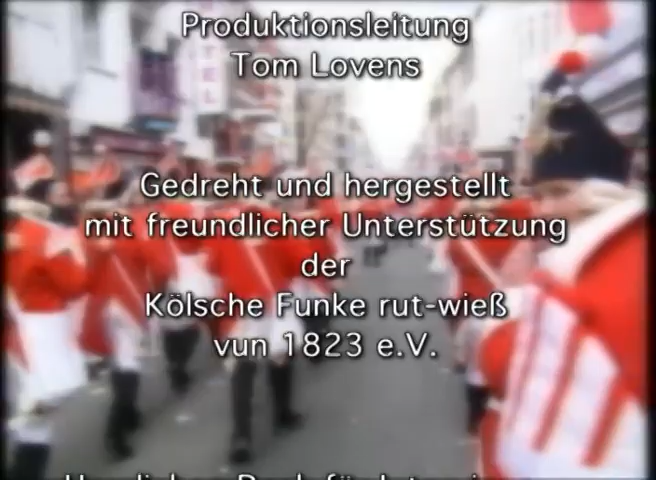 Produktionsleitung
Tom Lovens
Gedreht und hergestellt
mit freundlicher Unterstützung
der
Kölsche Funke rut-wieß
vun 1823 e.V.